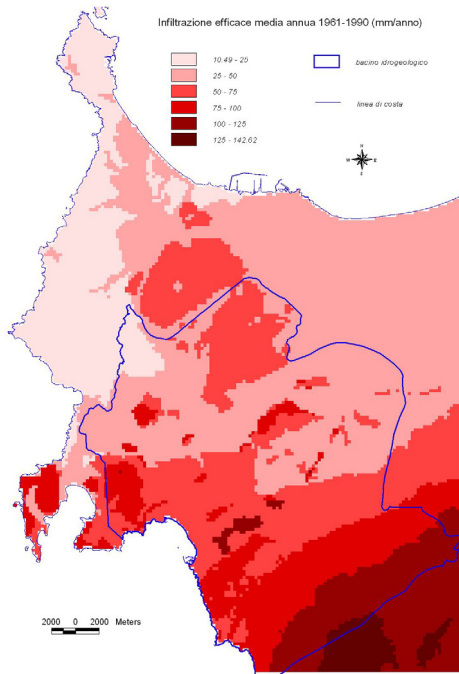 Infiltrazione efficace media annua 1961-1990 (mm/anno)
10.49 - 25
25 - 50
50 - 75
75 - 100
100 - 125
125 - 142.62
bacino idrogeologico
linea di costa
N
W E
S
2000 0 2000 Meters